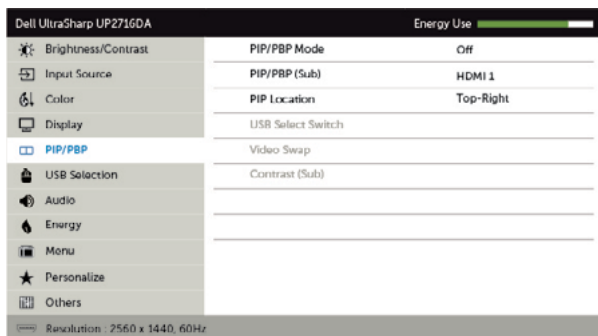 Dell UltraSharp UP2716DA Energy Use
Brightness/Contrast PIP/PBP Mode Off
Input Source PIP/PBP (Sub) HDMI 1
Color PIP Location Top-Right
Display USB Select Switch
PIP/PBP Video Swap
USB Selection Contrast (Sub)
Audio
Energy
Menu
Personalize
Others
Resolution : 2560 x 1440, 60Hz